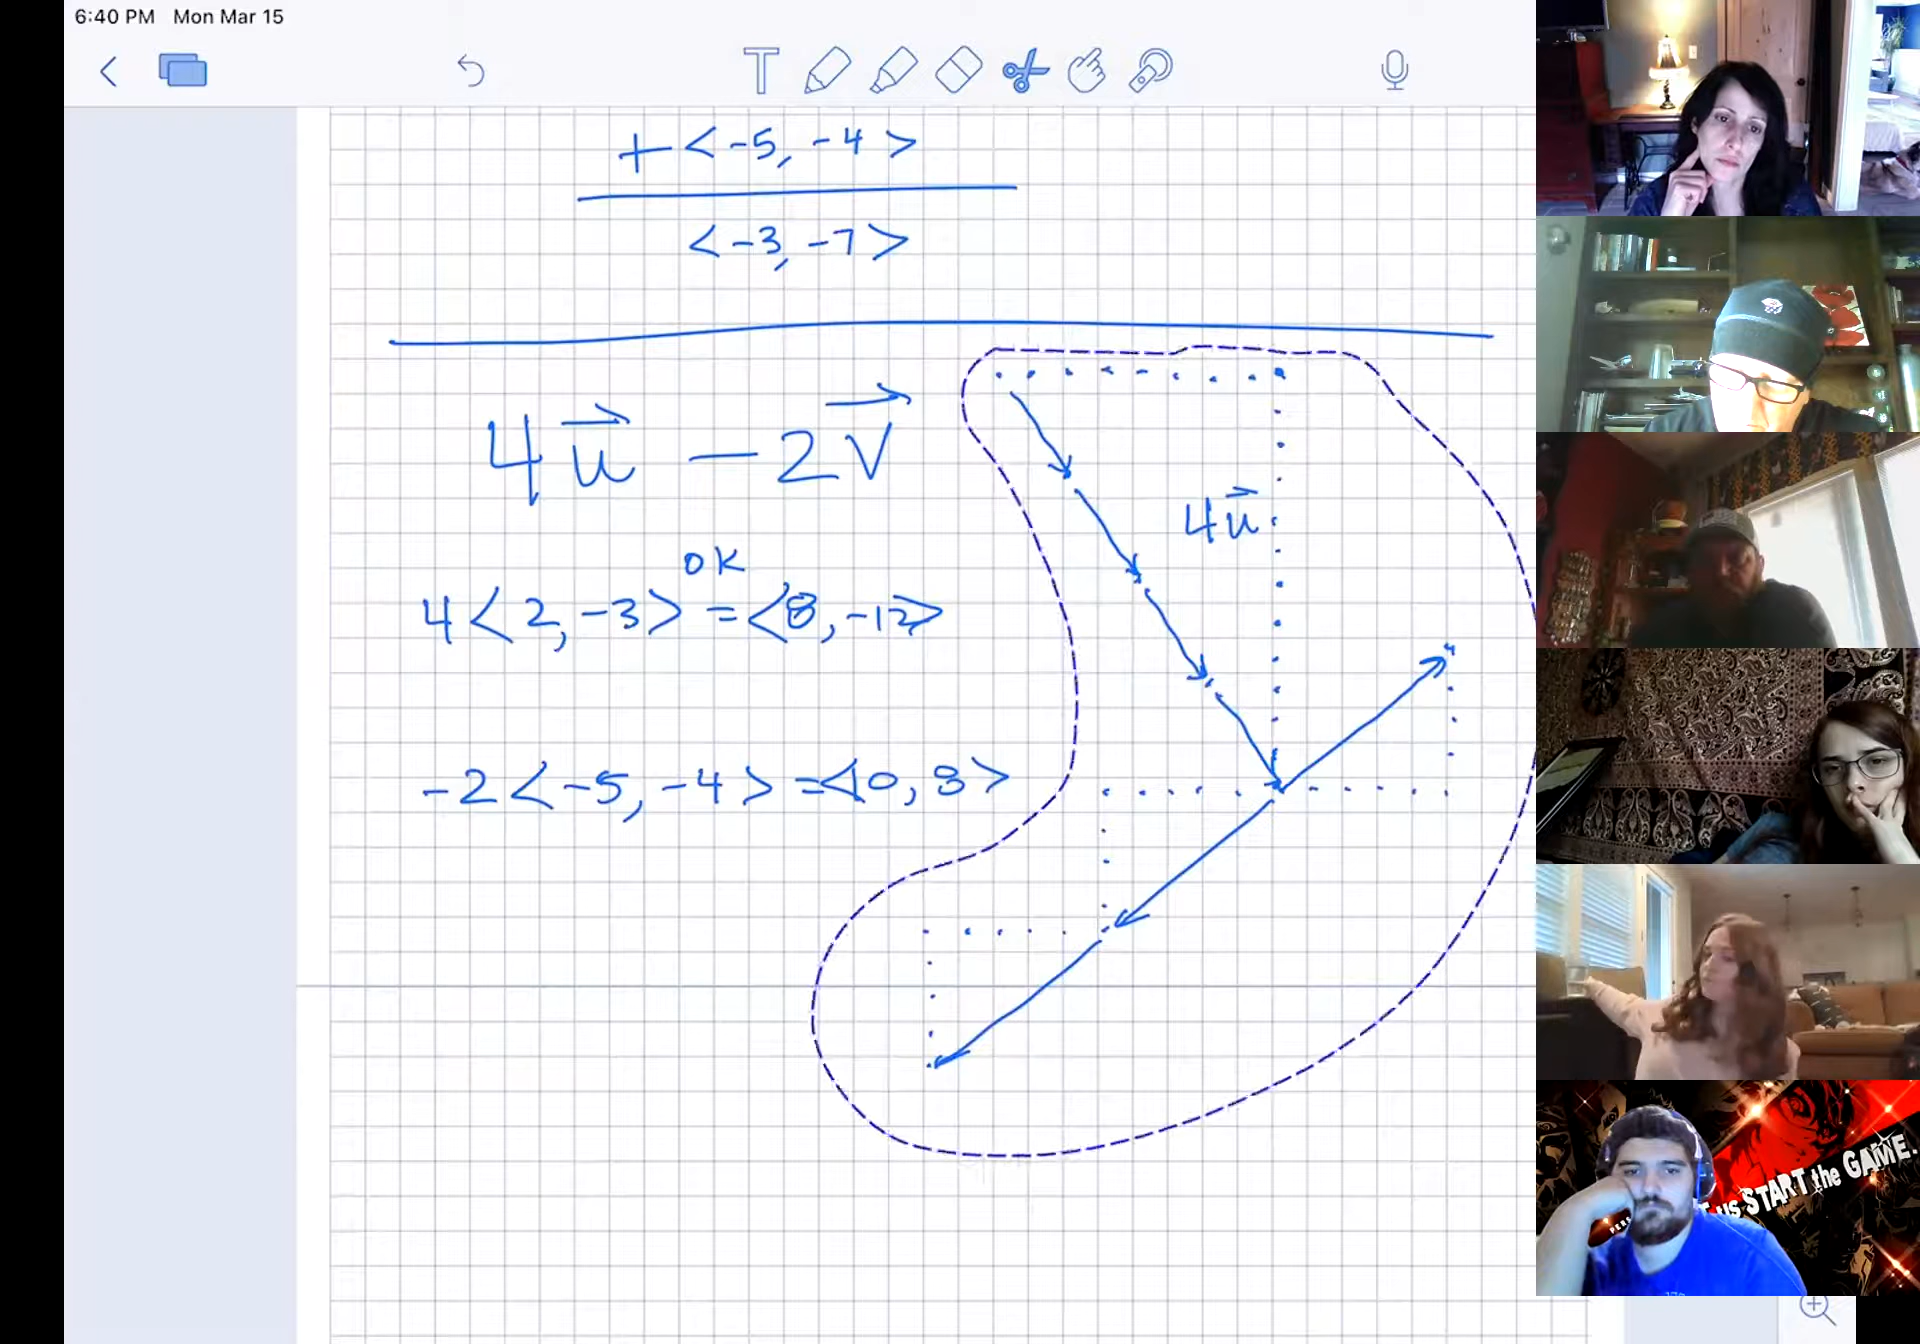 6:40 PM Mon Mar 15
T
+ < -5, -4 >
< -3, -7 >
4u⃗ - 2v⃗
4u⃗
OK
4 < 2, -3 > = < 8, -12 >
-2 < -5, -4 > = <10, 8 >
US START the GAME.